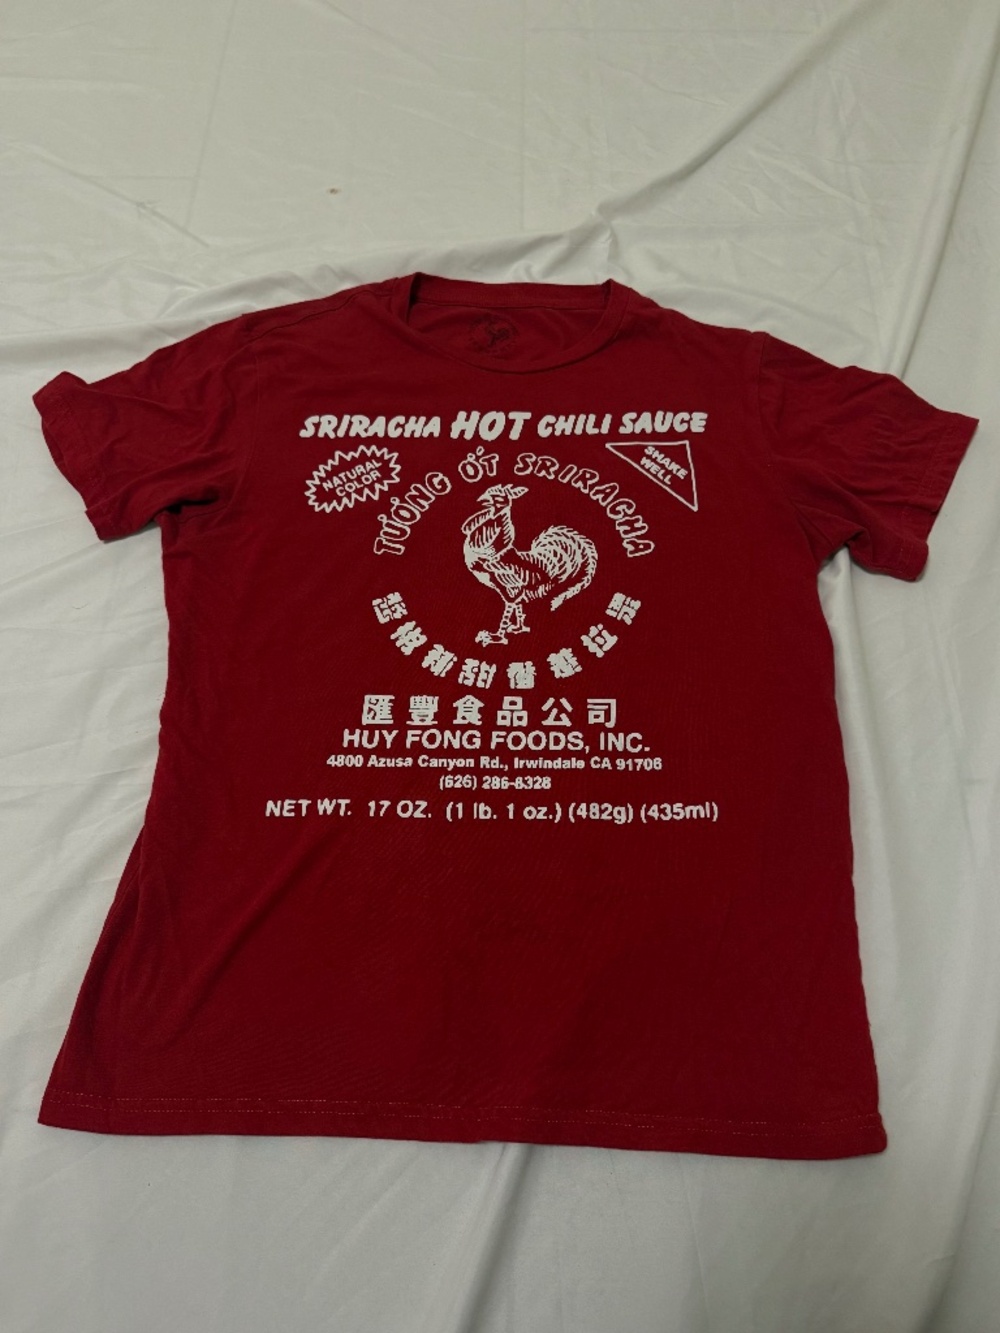 SRIRACHA HOT CHILI SAUCE
NATURAL
COLOR
SHAKE
WELL
TƯƠNG ỚT SRIRACHA
匯豐食品公司
HUY FONG FOODS, INC.
4800 Azusa Canyon Rd., Irwindale CA 91706
(626) 286-8328
NET WT. 17 OZ. (1 lb. 1 oz.) (482g) (435ml)